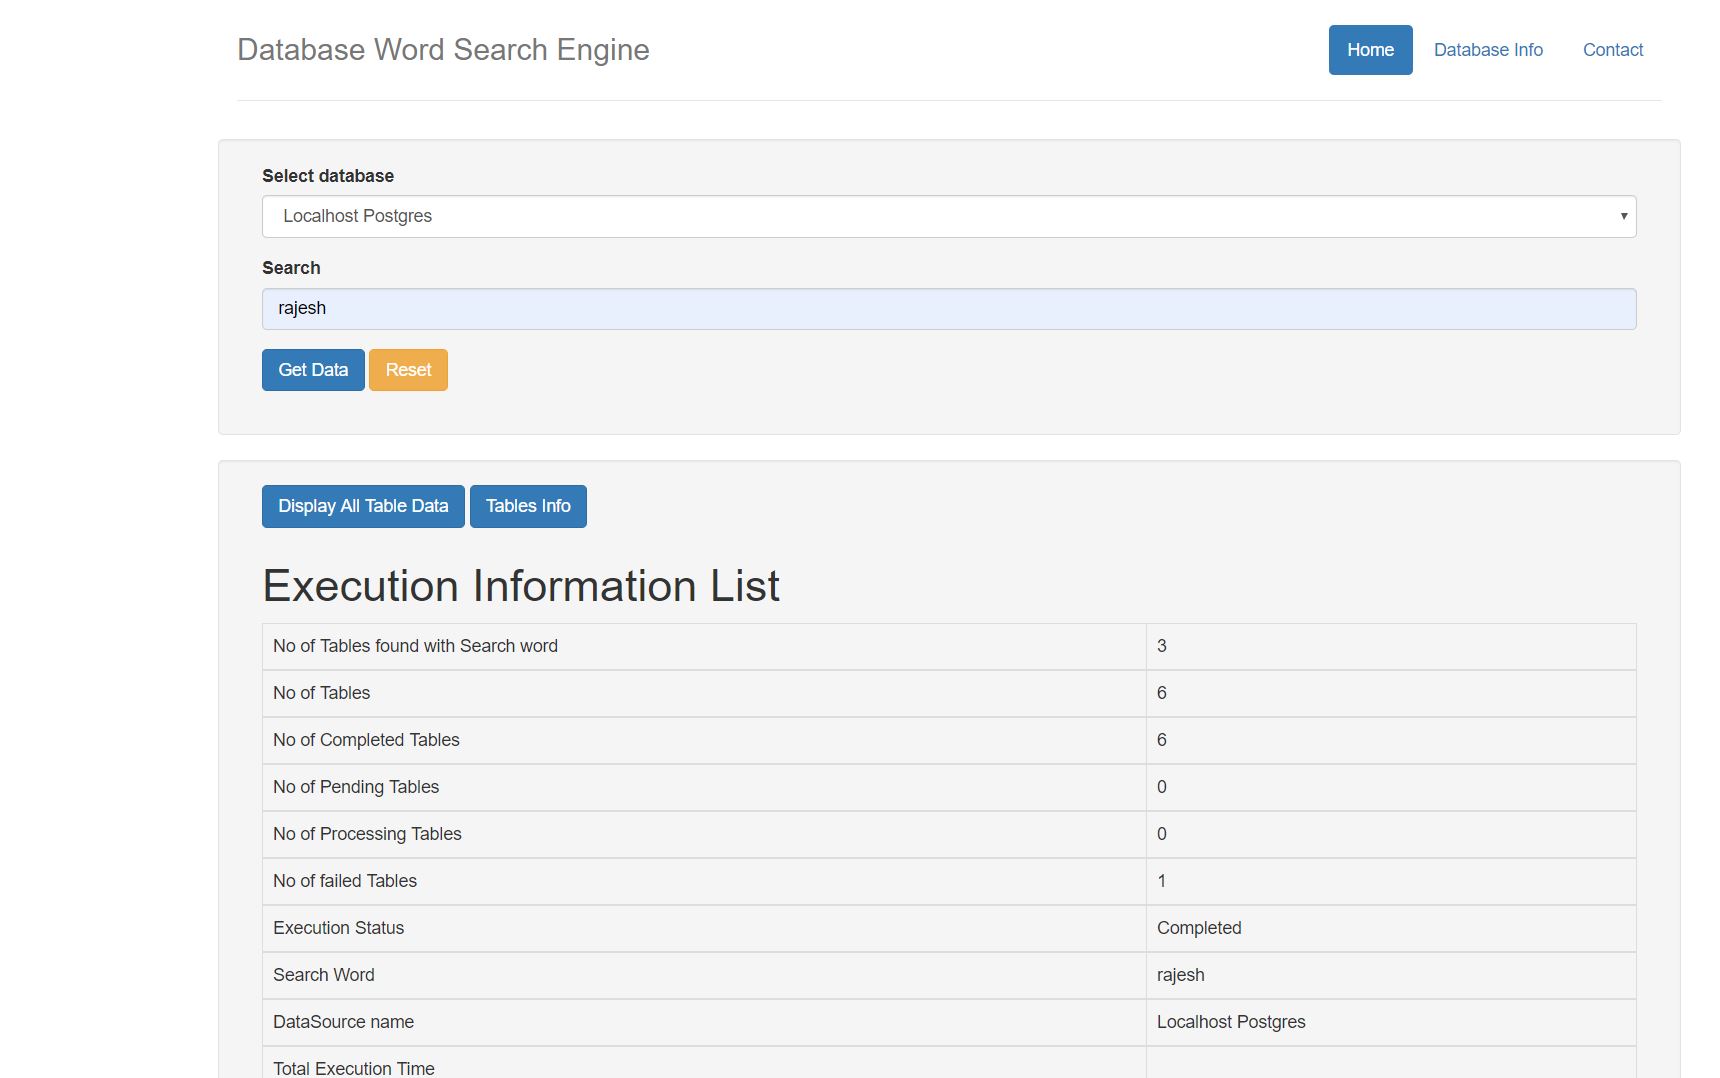 Database Word Search Engine
Home Database Info Contact
Select database
Localhost Postgres
Search
rajesh
Get Data Reset
Display All Table Data Tables Info
Execution Information List
No of Tables found with Search word 3
No of Tables 6
No of Completed Tables 6
No of Pending Tables 0
No of Processing Tables 0
No of failed Tables 1
Execution Status Completed
Search Word rajesh
DataSource name Localhost Postgres
Total Execution Time